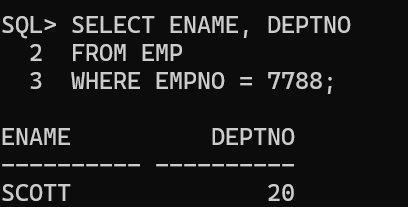 SQL> SELECT ENAME, DEPTNO
  2  FROM EMP
  3  WHERE EMPNO = 7788;

ENAME          DEPTNO
---------- ----------
SCOTT              20